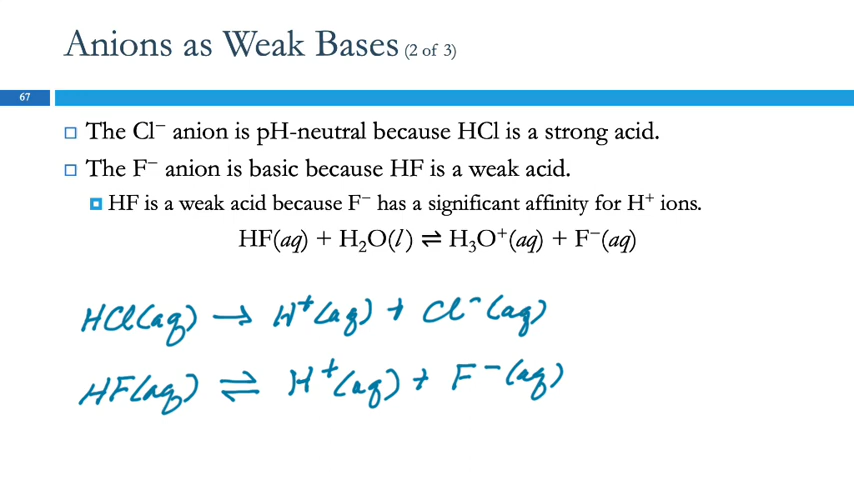 Anions as Weak Bases (2 of 3)
67
The Cl⁻ anion is pH-neutral because HCl is a strong acid.
The F⁻ anion is basic because HF is a weak acid.
HF is a weak acid because F⁻ has a significant affinity for H⁺ ions.
HF(aq) + H₂O(l) ⇌ H₃O⁺(aq) + F⁻(aq)
HCl(aq) → H⁺(aq) + Cl⁻(aq)
HF(aq) ⇌ H⁺(aq) + F⁻(aq)